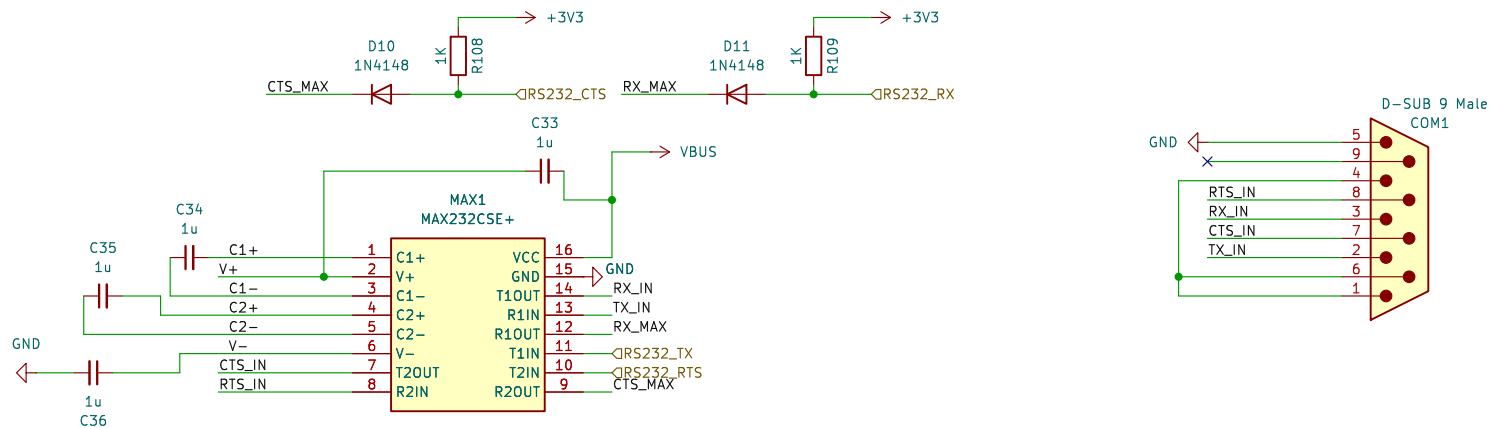 +3V3
+3V3
D10
1N4148
1K
R108
D11
1N4148
1K
R109
CTS_MAX
RS232_CTS
RX_MAX
RS232_RX
D-SUB 9 Male
COM1
C33
1u
VBUS
GND
5
9
4
8
3
7
2
6
1
RTS_IN
RX_IN
CTS_IN
TX_IN
MAX1
MAX232CSE+
C34
1u
C35
1u
C1+
V+
C1-
C2+
C2-
V-
CTS_IN
RTS_IN
1
2
3
4
5
6
7
8
C1+
V+
C1-
C2+
C2-
V-
T2OUT
R2IN
VCC
GND
T1OUT
R1IN
R1OUT
T1IN
T2IN
R2OUT
16
15
14
13
12
11
10
9
GND
RX_IN
TX_IN
RX_MAX
RS232_TX
RS232_RTS
CTS_MAX
GND
1u
C36